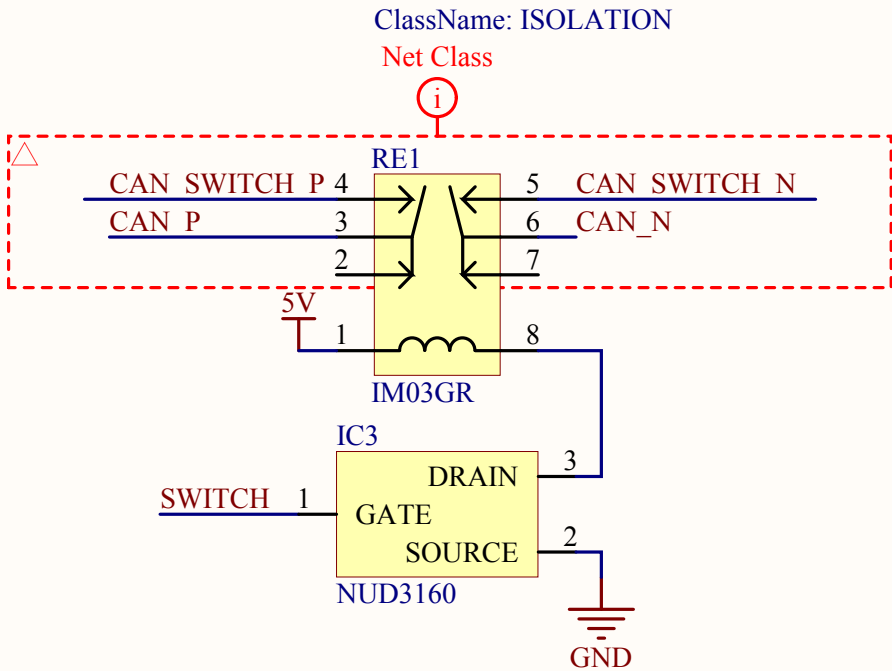 ClassName: ISOLATION
Net Class
i
RE1
CAN_SWITCH_P 4 5 CAN_SWITCH_N
CAN_P 3 6 CAN_N
2 7
5V
1 8
IM03GR
IC3
DRAIN 3
SWITCH 1 GATE
SOURCE 2
NUD3160
GND